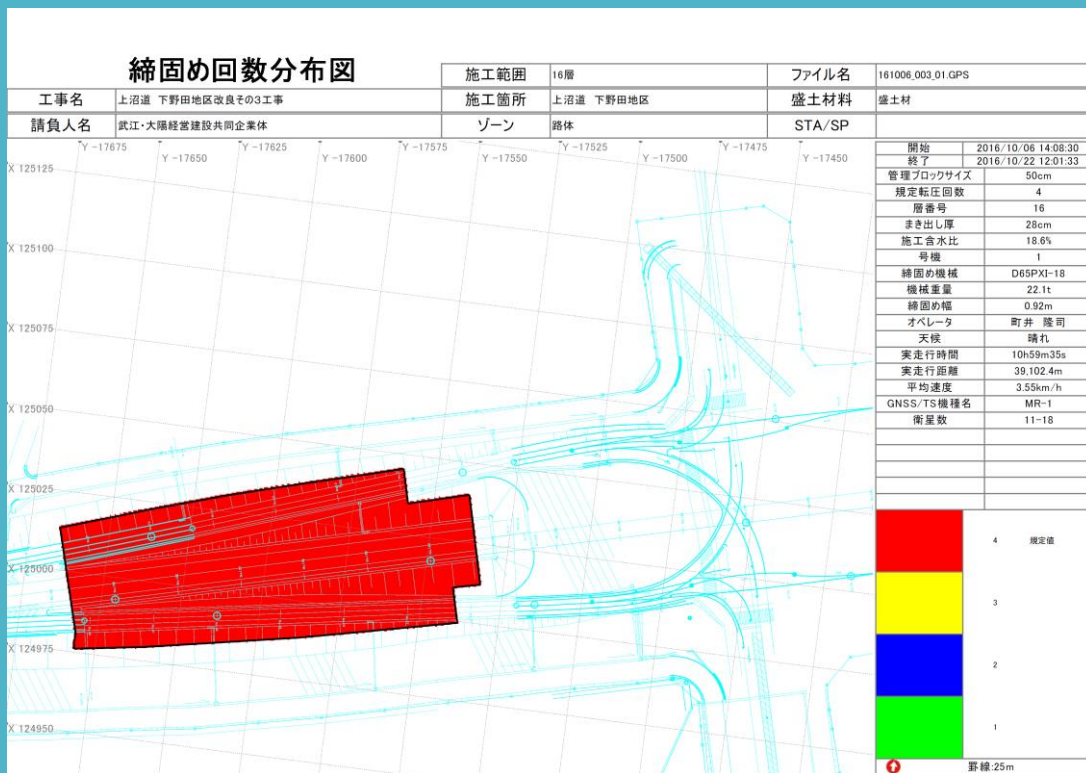 締固め回数分布図
施工範囲 16層 ファイル名 161006_003_01.GPS
工事名 上沼道 下野田地区改良その3工事 施工箇所 上沼道 下野田地区 盛土材料 盛土材
請負人名 武江・大陽経営建設共同企業体 ゾーン 路体 STA/SP
Y -17675 Y -17650 Y -17625 Y -17600 Y -17575 Y -17550 Y -17525 Y -17500 Y -17475 Y -17450
X 125125
X 125100
X 125075
X 125050
X 125025
X 125000
X 124975
X 124950
開始 2016/10/06 14:08:30
終了 2016/10/22 12:01:33
管理ブロックサイズ 50cm
規定転圧回数 4
層番号 16
まき出し厚 28cm
施工含水比 18.6%
号機 1
締固め機械 D65PXI-18
機械重量 22.1t
締固め幅 0.92m
オペレータ 町井 隆司
天候 晴れ
実走行時間 10h59m35s
実走行距離 39,102.4m
平均速度 3.55km/h
GNSS/TS機種名 MR-1
衛星数 11-18
4 規定値
3
2
1
罫線:25m